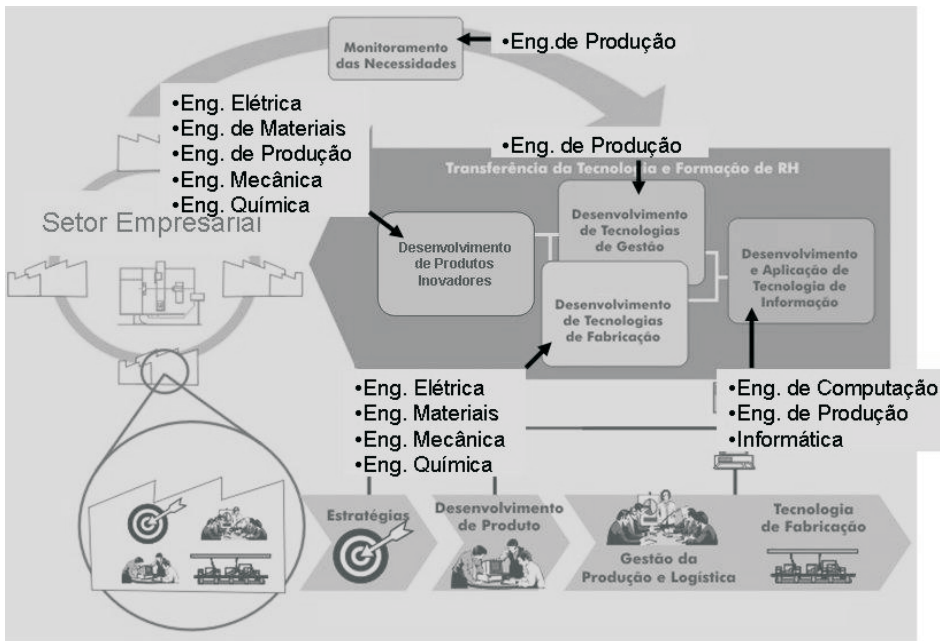 Monitoramento
das Necessidades
•Eng.de Produção
•Eng. Elétrica
•Eng. de Materiais
•Eng. de Produção
•Eng. Mecânica
•Eng. Química
•Eng. de Produção
Transferência da Tecnologia e Formação de RH
Setor Empresarial
Desenvolvimento
de Produtos
Inovadores
Desenvolvimento
de Tecnologias
de Gestão
Desenvolvimento
de Tecnologias
de Fabricação
Desenvolvimento
e Aplicação de
Tecnologia de
Informação
•Eng. Elétrica
•Eng. Materiais
•Eng. Mecânica
•Eng. Química
•Eng. de Computação
•Eng. de Produção
•Informática
Estratégias
Desenvolvimento
de Produto
Gestão da
Produção e Logística
Tecnologia
de Fabricação